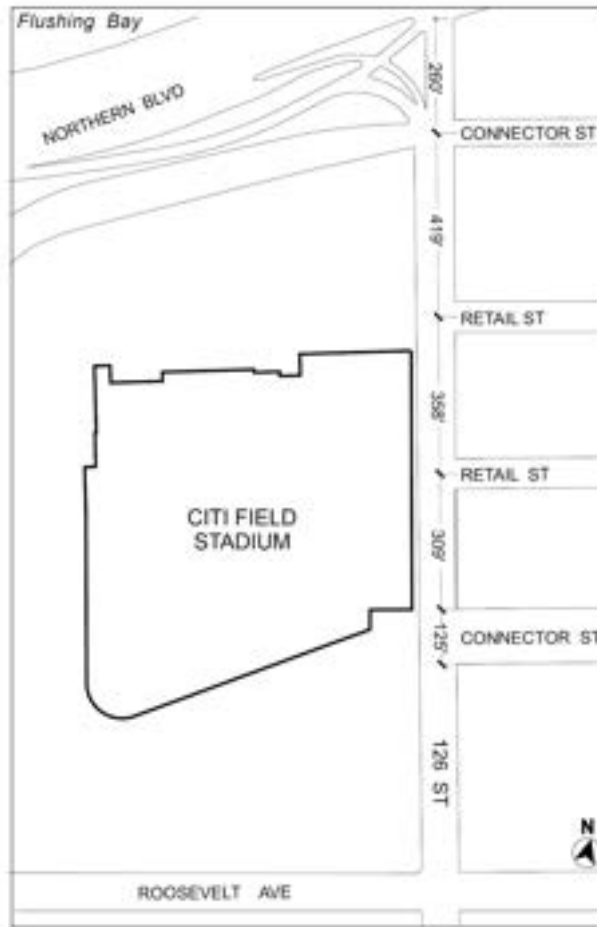 Flushing Bay
NORTHERN BLVD
260'
CONNECTOR ST
419'
RETAIL ST
358'
RETAIL ST
CITI FIELD
STADIUM
309'
125'
CONNECTOR ST
126 ST
N
ROOSEVELT AVE